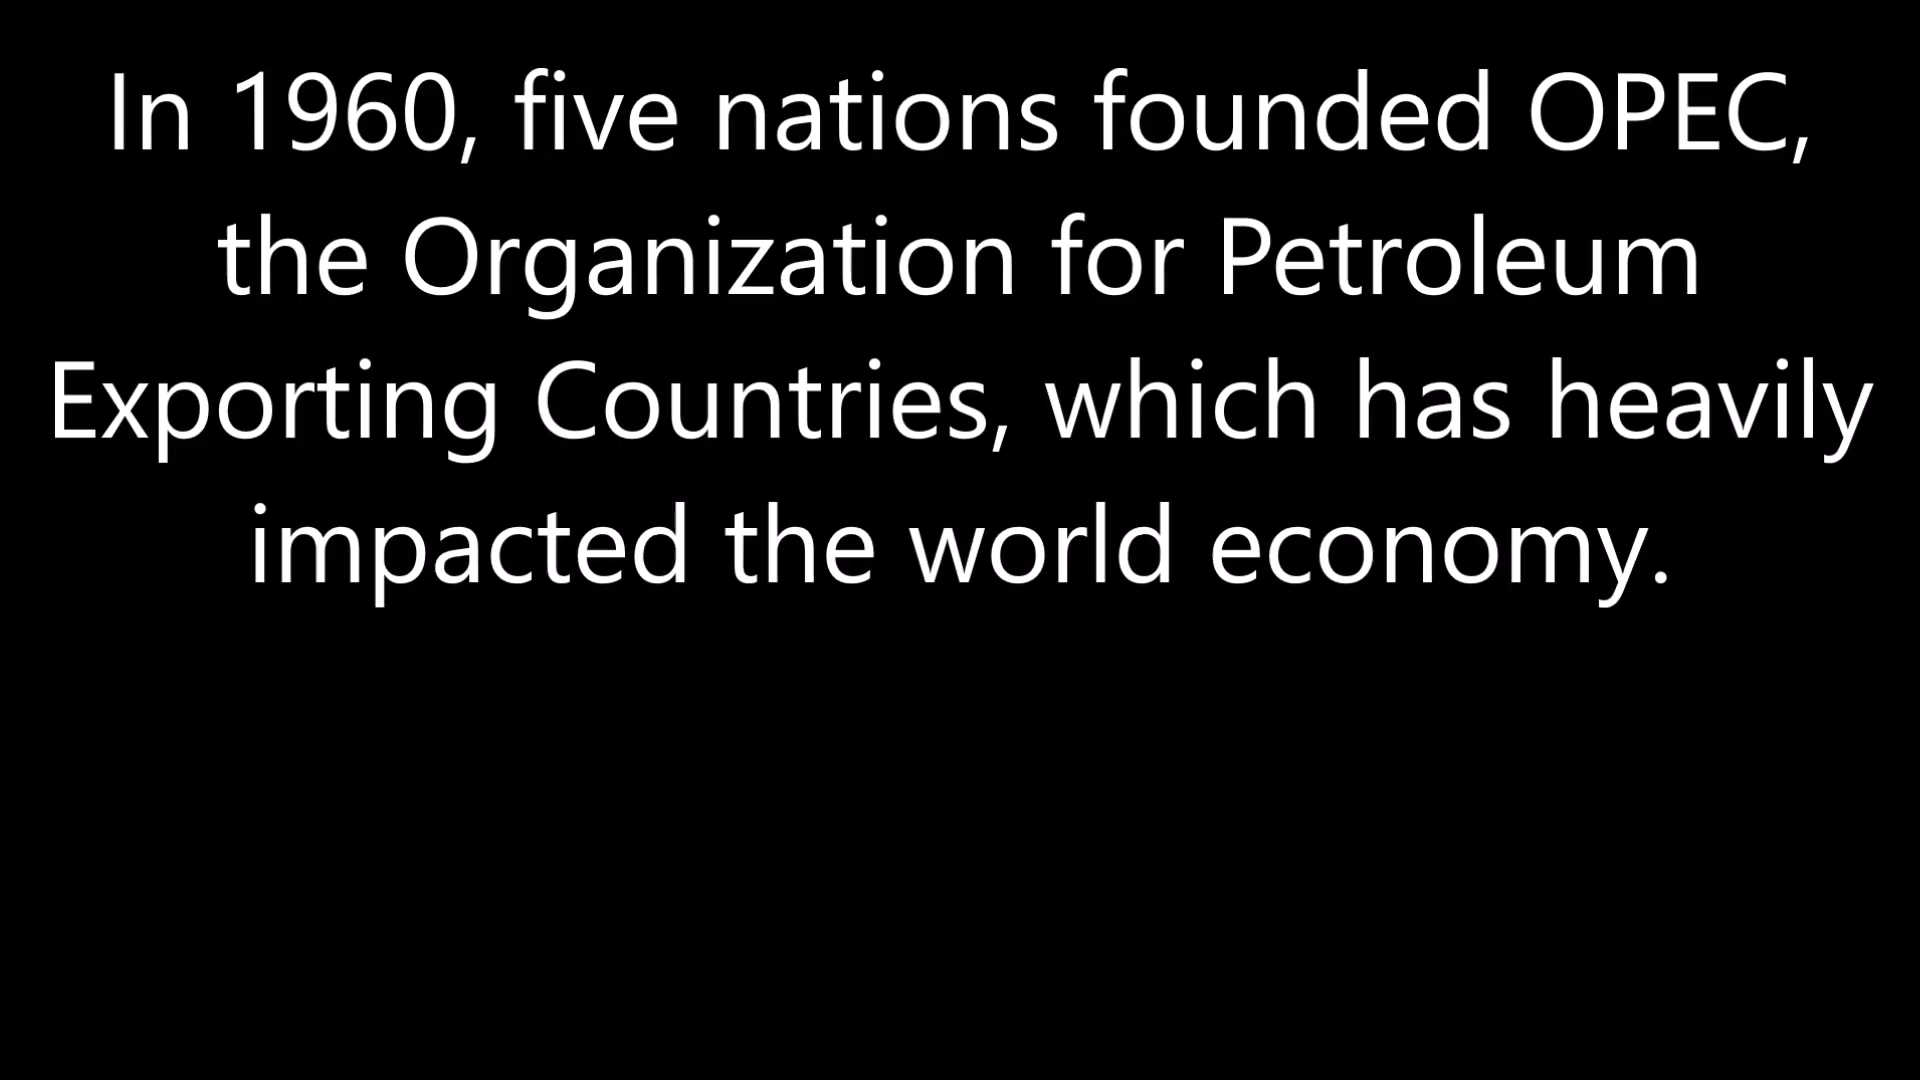 In 1960, five nations founded OPEC,
the Organization for Petroleum
Exporting Countries, which has heavily
impacted the world economy.